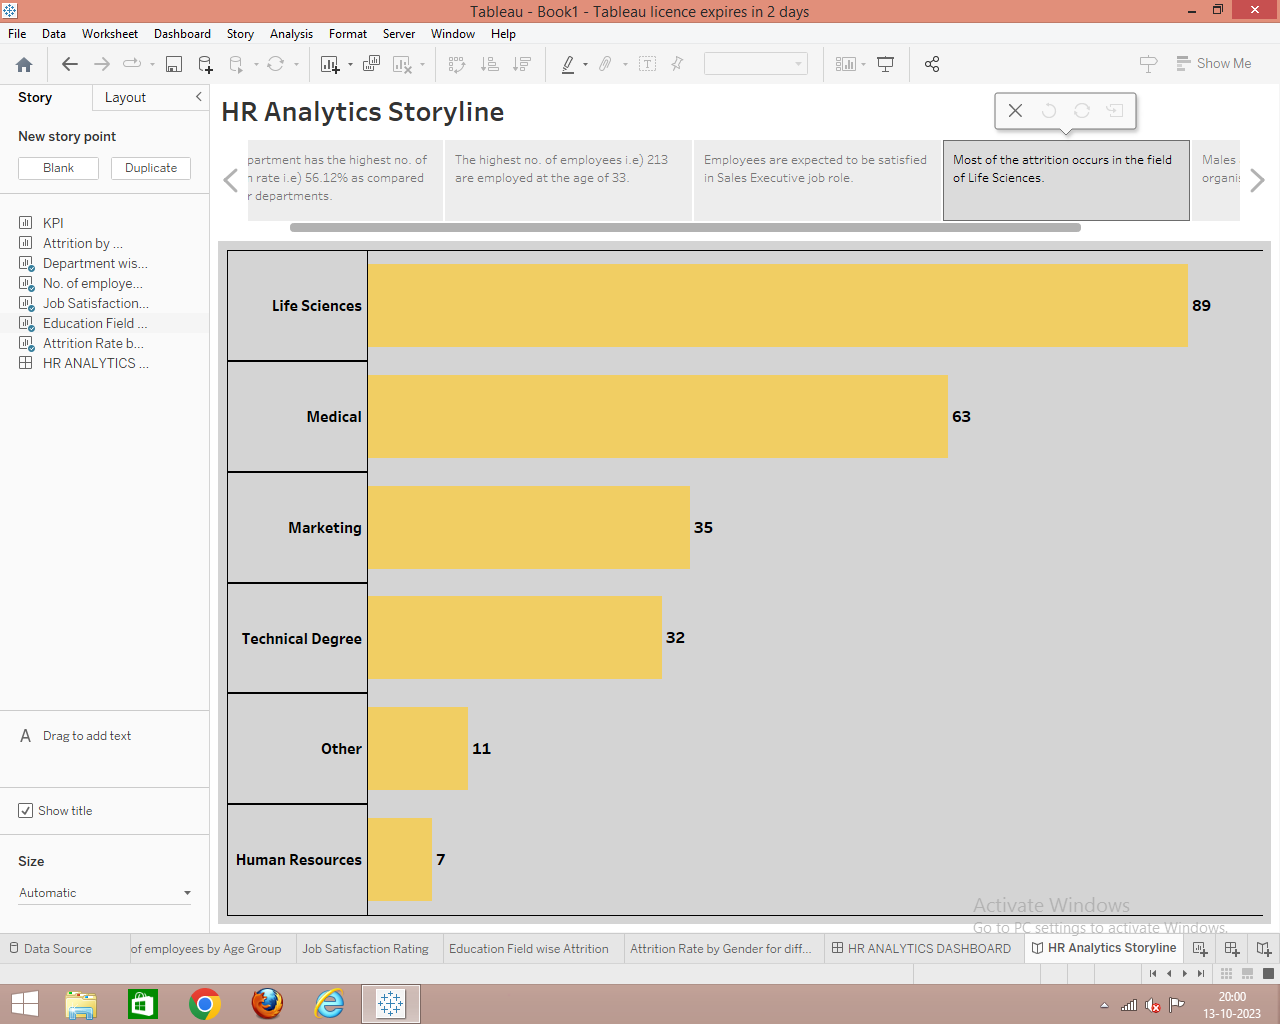 Tableau - Book1 - Tableau licence expires in 2 days
File Data Worksheet Dashboard Story Analysis Format Server Window Help
Show Me
Story Layout
New story point
Blank Duplicate
KPI
Attrition by ...
Department wis...
No. of employe...
Job Satisfaction...
Education Field ...
Attrition Rate b...
HR ANALYTICS ...
A Drag to add text
Show title
Size
Automatic
HR Analytics Storyline
partment has the highest no. of
n rate i.e) 56.12% as compared
r departments.
The highest no. of employees i.e) 213
are employed at the age of 33.
Employees are expected to be satisfied
in Sales Executive job role.
Most of the attrition occurs in the field
of Life Sciences.
Males
organis
Life Sciences 89
Medical 63
Marketing 35
Technical Degree 32
Other 11
Human Resources 7
Activate Windows
Go to PC settings to activate Windows.
Data Source of employees by Age Group Job Satisfaction Rating Education Field wise Attrition Attrition Rate by Gender for diff... HR ANALYTICS DASHBOARD HR Analytics Storyline
20:00
13-10-2023